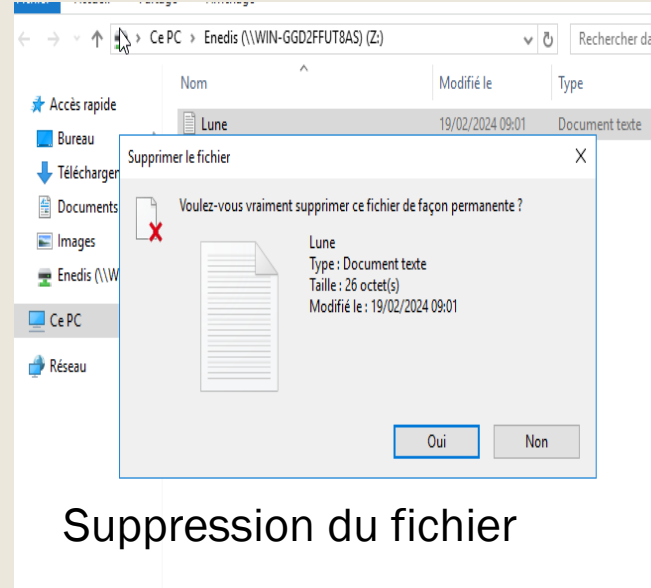 Ce PC > Enedis (\\WIN-GGD2FFUT8AS) (Z:)
Rechercher da
Nom
Modifié le
Type
Accès rapide
Lune
19/02/2024 09:01
Document texte
Bureau
Téléchargen
Documents
Images
Enedis (\\W
Ce PC
Réseau
Supprimer le fichier
X
Voulez-vous vraiment supprimer ce fichier de façon permanente ?
Lune
Type : Document texte
Taille : 26 octet(s)
Modifié le : 19/02/2024 09:01
Oui
Non
Suppression du fichier